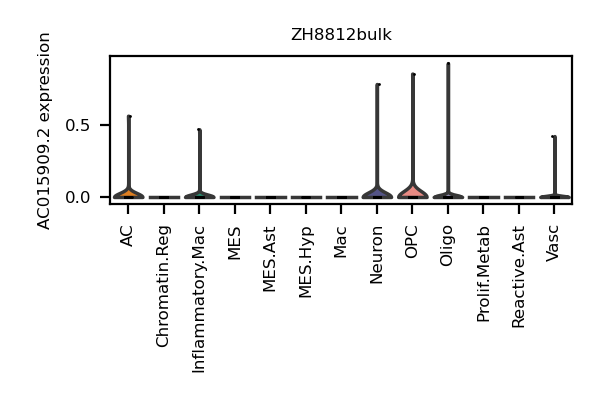 ZH8812bulk
AC015909.2 expression
0.5
0.0
AC
Chromatin.Reg
Inflammatory.Mac
MES
MES.Ast
MES.Hyp
Mac
Neuron
OPC
Oligo
Prolif.Metab
Reactive.Ast
Vasc